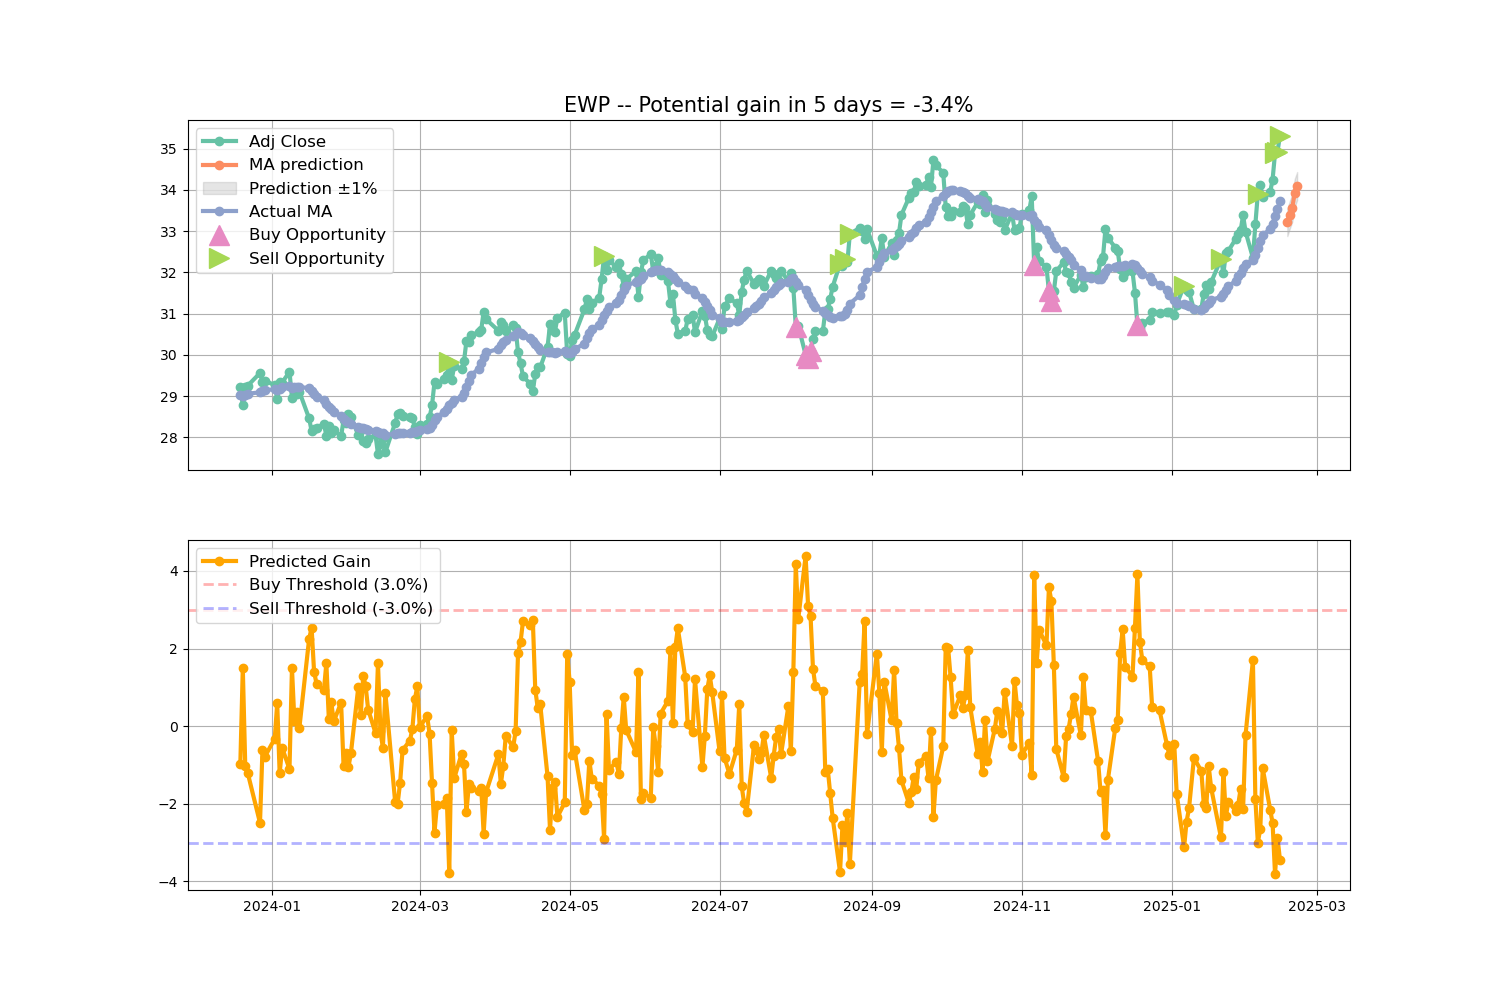 EWP -- Potential gain in 5 days = -3.4%
Adj Close
MA prediction
Prediction ±1%
Actual MA
Buy Opportunity
Sell Opportunity
35
34
33
32
31
30
29
28
Predicted Gain
Buy Threshold (3.0%)
Sell Threshold (-3.0%)
4
2
0
−2
−4
2024-01 2024-03 2024-05 2024-07 2024-09 2024-11 2025-01 2025-03